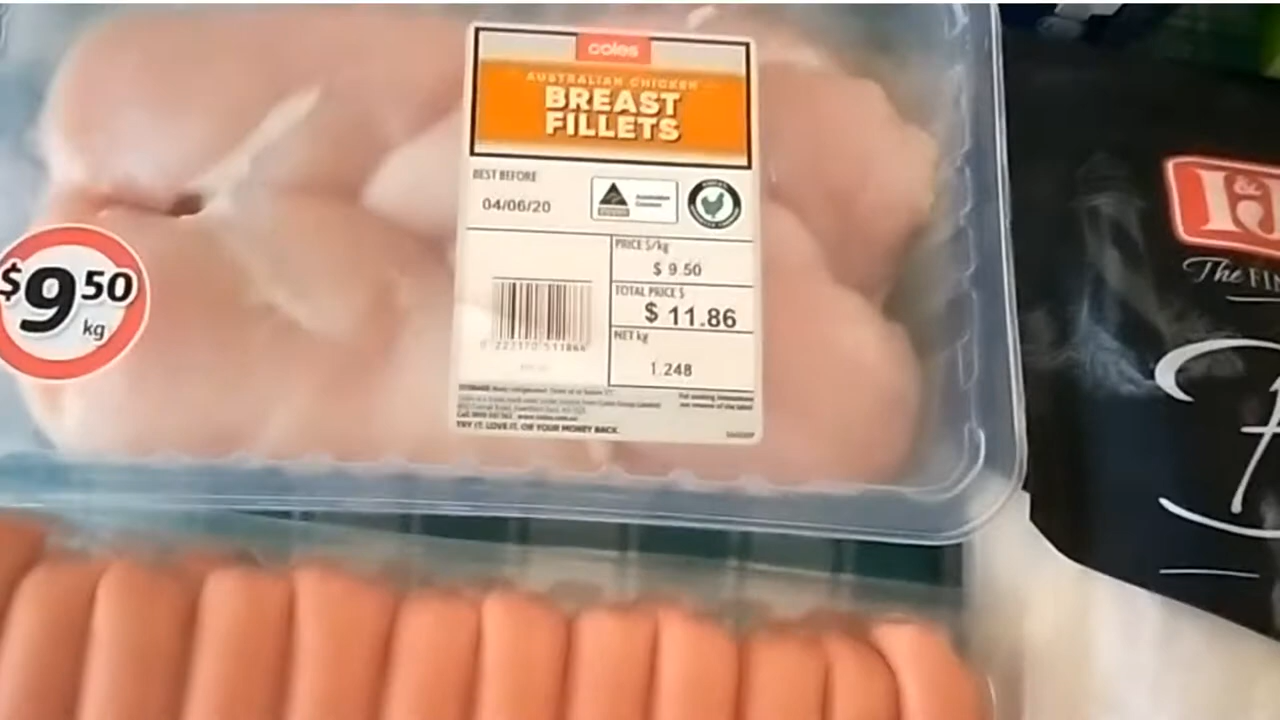 coles
AUSTRALIAN CHICKEN
BREAST
FILLETS
BEST BEFORE
04/06/20
PRICE $/kg
$ 9.50
TOTAL PRICE $
$ 11.86
NET kg
1.248
TRY IT. LOVE IT. OR YOUR MONEY BACK.
$9.50
kg
I&J
The